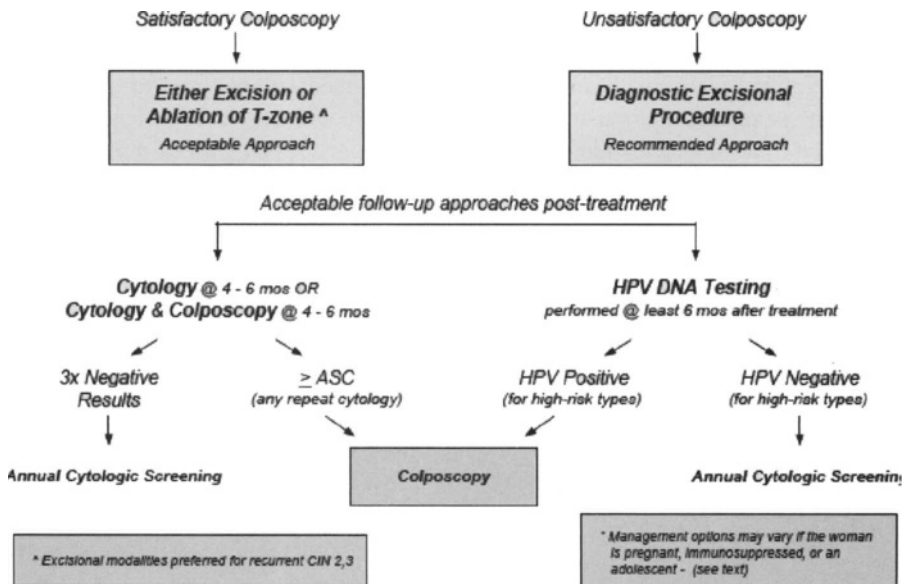 Satisfactory Colposcopy
Unsatisfactory Colposcopy
Either Excision or
Ablation of T-zone ^
Acceptable Approach
Diagnostic Excisional
Procedure
Recommended Approach
Acceptable follow-up approaches post-treatment
Cytology @ 4 - 6 mos OR
Cytology & Colposcopy @ 4 - 6 mos
HPV DNA Testing
performed @ least 6 mos after treatment
3x Negative
Results
≥ ASC
(any repeat cytology)
HPV Positive
(for high-risk types)
HPV Negative
(for high-risk types)
Annual Cytologic Screening
Colposcopy
Annual Cytologic Screening
^ Excisional modalities preferred for recurrent CIN 2,3
* Management options may vary if the woman
is pregnant, immunosuppressed, or an
adolescent - (see text)